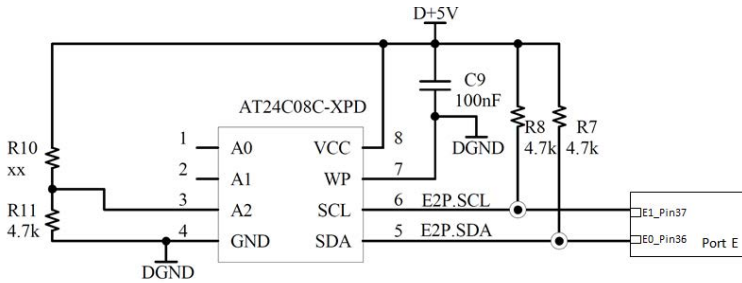 D+5V
C9
100nF
AT24C08C-XPD
R8
4.7k
R7
4.7k
DGND
R10
xx
R11
4.7k
1
A0
VCC
8
2
A1
WP
7
3
A2
SCL
6
E2P.SCL
4
GND
SDA
5
E2P.SDA
DGND
E1_Pin37
E0_Pin36
Port E